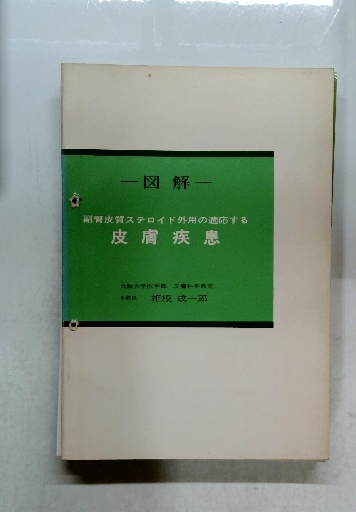 ―図解―
副腎皮質ステロイド外用の適応する
皮膚疾患
大阪大学医学部 皮膚科学教室
相模成一郎